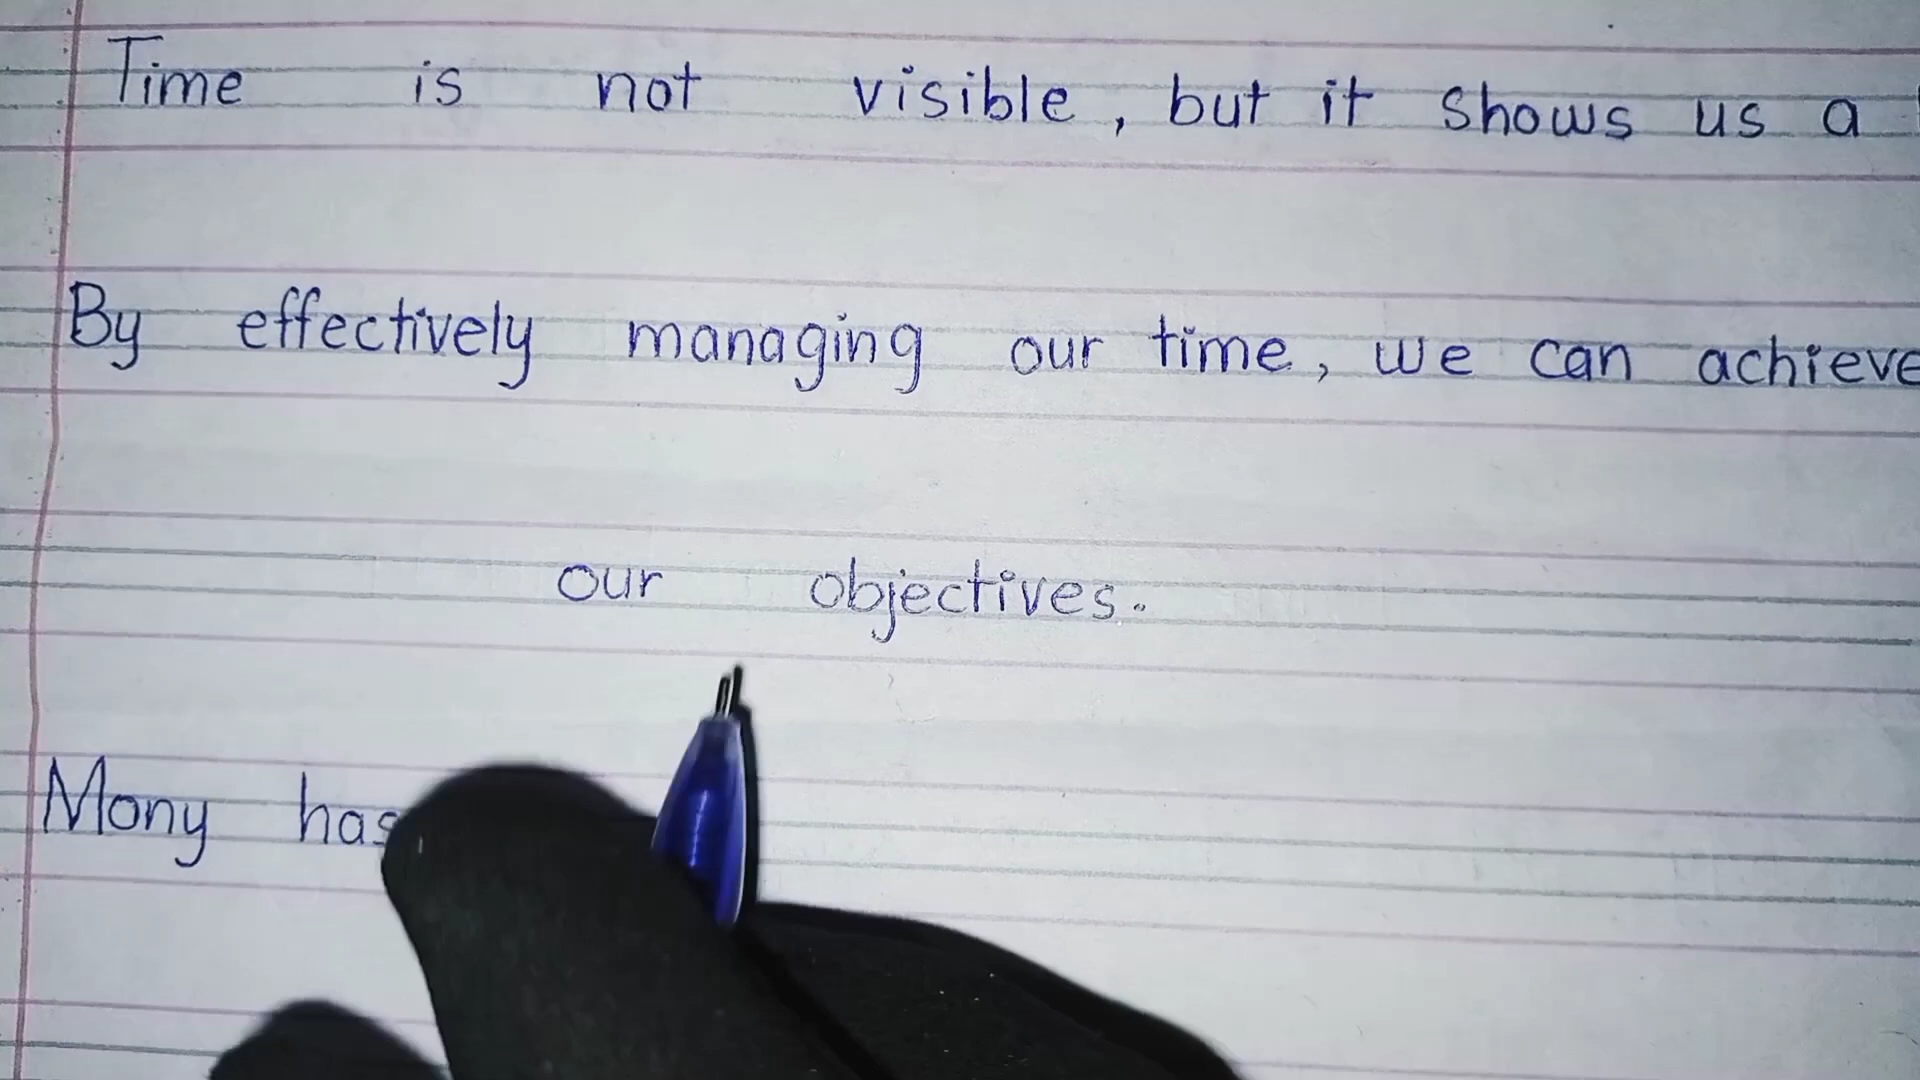 Time is not visible, but it shows us a
By effectively managing our time, we can achieve
our objectives.
Mony has